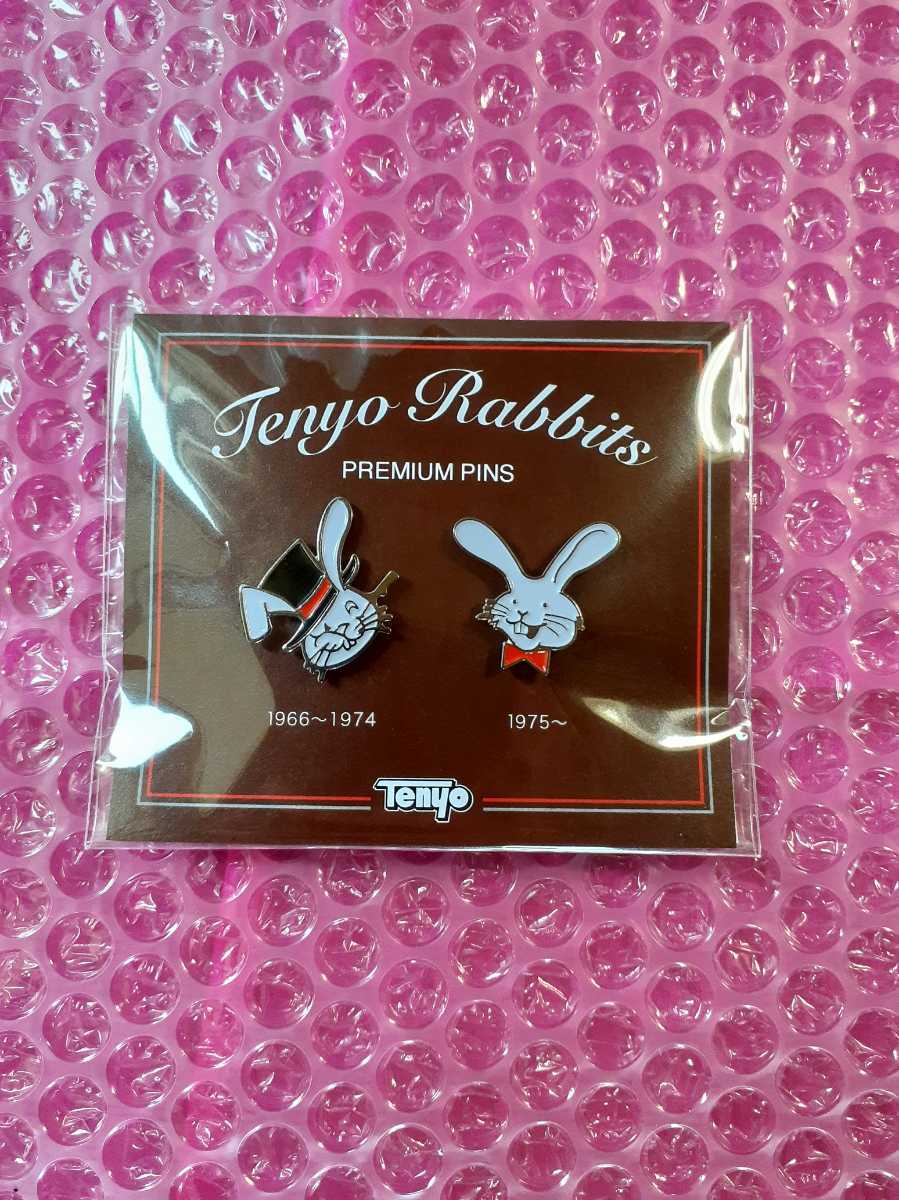 Tenyo Rabbits
PREMIUM PINS
1966～1974
1975～
Tenyo